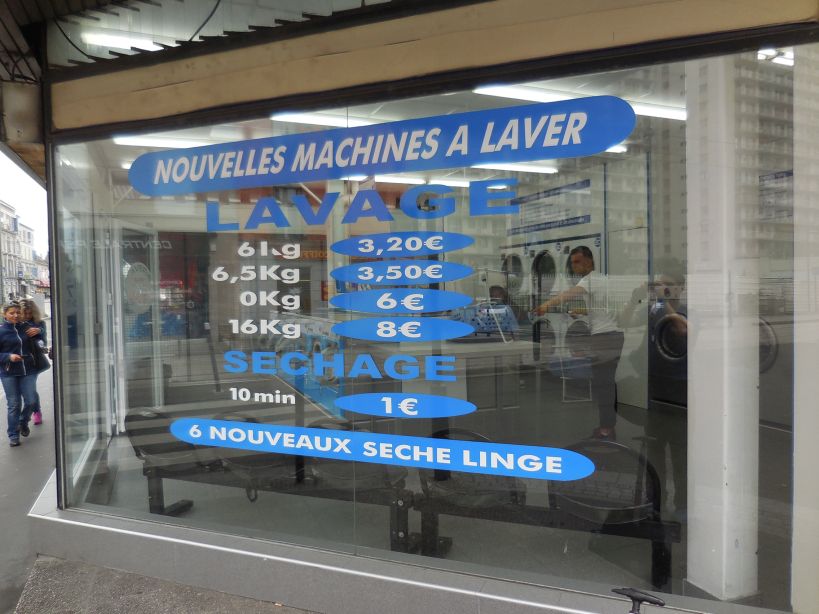 NOUVELLES MACHINES A LAVER
LAVAGE
6kg 3,20€
6,5Kg 3,50€
0Kg 6€
16Kg 8€
SECHAGE
10 min 1€
6 NOUVEAUX SECHE LINGE